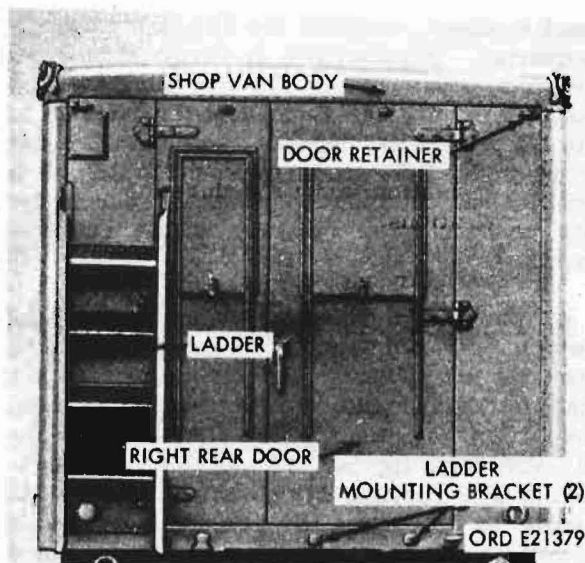 SHOP VAN BODY
DOOR RETAINER
LADDER
RIGHT REAR DOOR
LADDER
MOUNTING BRACKET (2)
ORD E21379